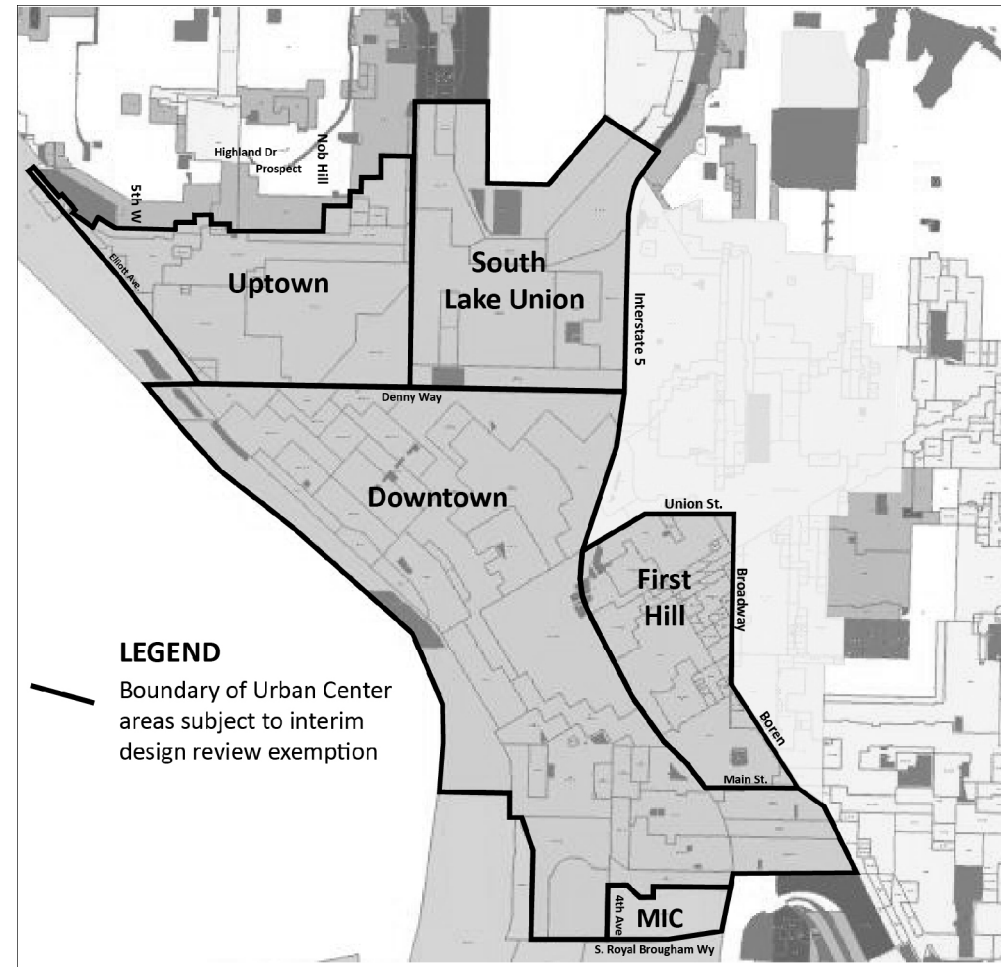 Highland Dr
Prospect
Nob Hill
5th W
Elliott Ave.
Uptown
South
Lake Union
Interstate 5
Denny Way
Downtown
Union St.
First
Hill
Broadway
LEGEND
Boundary of Urban Center
areas subject to interim
design review exemption
Boren
Main St.
4th Ave
MIC
S. Royal Brougham Wy